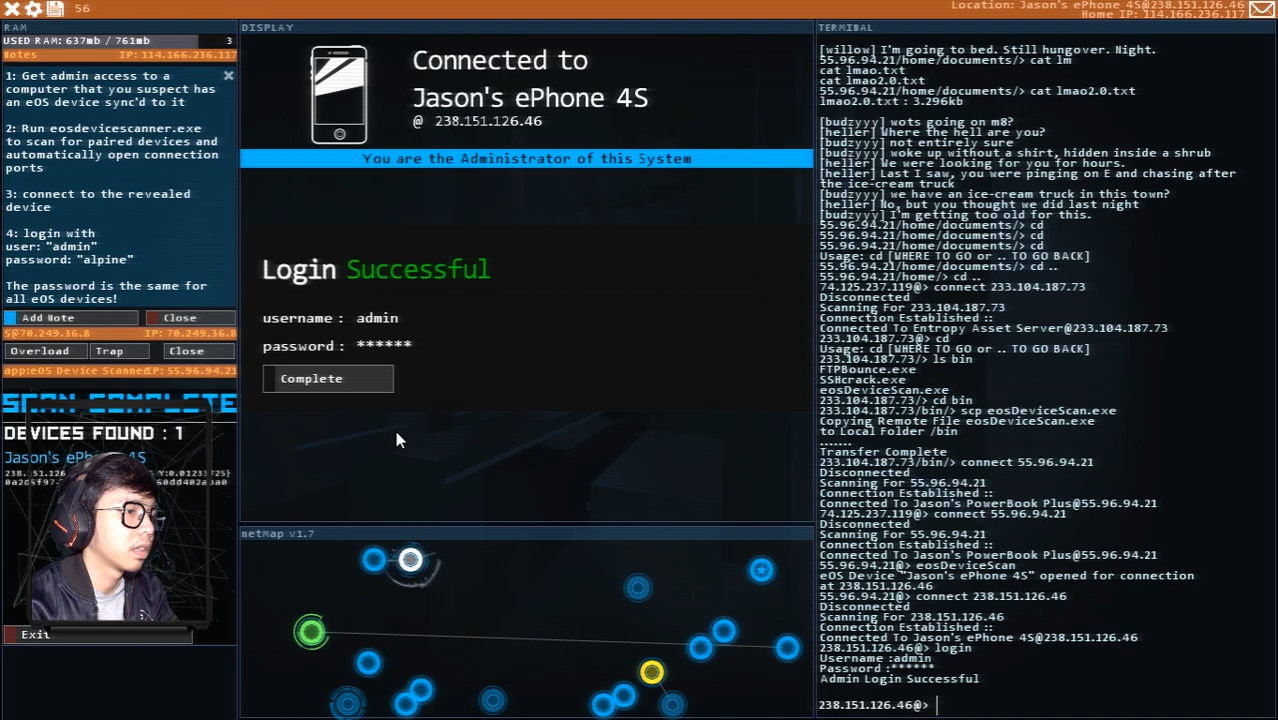 56
Location: Jason's ePhone 4S@238.151.126.46
Home IP: 114.166.236.117
RAM
USED RAM: 637mb / 761mb
3
Notes
IP: 114.166.236.117
1: Get admin access to a
computer that you suspect has
an eOS device sync'd to it
2: Run eosdevicescanner.exe
to scan for paired devices and
automatically open connection
ports
3: connect to the revealed
device
4: login with
user: "admin"
password: "alpine"
The password is the same for
all eOS devices!
Add Note
Close
S@70.249.36.8
IP: 70.249.36.8
Overload
Trap
Close
app:eOS Device Scanner
IP: 55.96.94.21
SCAN COMPLETE
DEVICES FOUND : 1
Jason's ePhone 4S
Exit
DISPLAY
Connected to
Jason's ePhone 4S
@ 238.151.126.46
You are the Administrator of this System
Login Successful
username : admin
password : ******
Complete
netMap v1.7
TERMINAL
[willow] I'm going to bed. Still hungover. Night.
55.96.94.21/home/documents/> cat lm
cat lmao.txt
cat lmao2.0.txt
55.96.94.21/home/documents/> cat lmao2.0.txt
lmao2.0.txt : 3.296kb
[budzyyy] wots going on m8?
[heller] Where the hell are you?
[budzyyy] not entirely sure
[budzyyy] woke up without a shirt, hidden inside a shrub
[heller] We were looking for you for hours.
[heller] Last I saw, you were pinging on E and chasing after
the ice-cream truck
[budzyyy] we have an ice-cream truck in this town?
[heller] No, but you thought we did last night
[budzyyy] I'm getting too old for this.
55.96.94.21/home/documents/> cd
55.96.94.21/home/documents/> cd
55.96.94.21/home/documents/> cd
Usage: cd [WHERE TO GO or .. TO GO BACK]
55.96.94.21/home/documents/> cd ..
55.96.94.21/home/> cd ..
74.125.237.119@> connect 233.104.187.73
Disconnected
Scanning For 233.104.187.73
Connection Established ::
Connected To Entropy Asset Server@233.104.187.73
233.104.187.73@> cd
Usage: cd [WHERE TO GO or .. TO GO BACK]
233.104.187.73/> ls bin
FTPBounce.exe
SSHcrack.exe
eosDeviceScan.exe
233.104.187.73/> cd bin
233.104.187.73/bin/> scp eosDeviceScan.exe
Copying Remote File eosDeviceScan.exe
to Local Folder /bin
.......
Transfer Complete
233.104.187.73/bin/> connect 55.96.94.21
Disconnected
Scanning For 55.96.94.21
Connection Established ::
Connected To Jason's PowerBook Plus@55.96.94.21
74.125.237.119@> connect 55.96.94.21
Disconnected
Scanning For 55.96.94.21
Connection Established ::
Connected To Jason's PowerBook Plus@55.96.94.21
55.96.94.21@> eosDeviceScan
eOS Device "Jason's ePhone 4S" opened for connection
at 238.151.126.46
55.96.94.21@> connect 238.151.126.46
Disconnected
Scanning For 238.151.126.46
Connection Established ::
Connected To Jason's ePhone 4S@238.151.126.46
238.151.126.46@> login
Username :admin
Password :******
Admin Login Successful
238.151.126.46@>